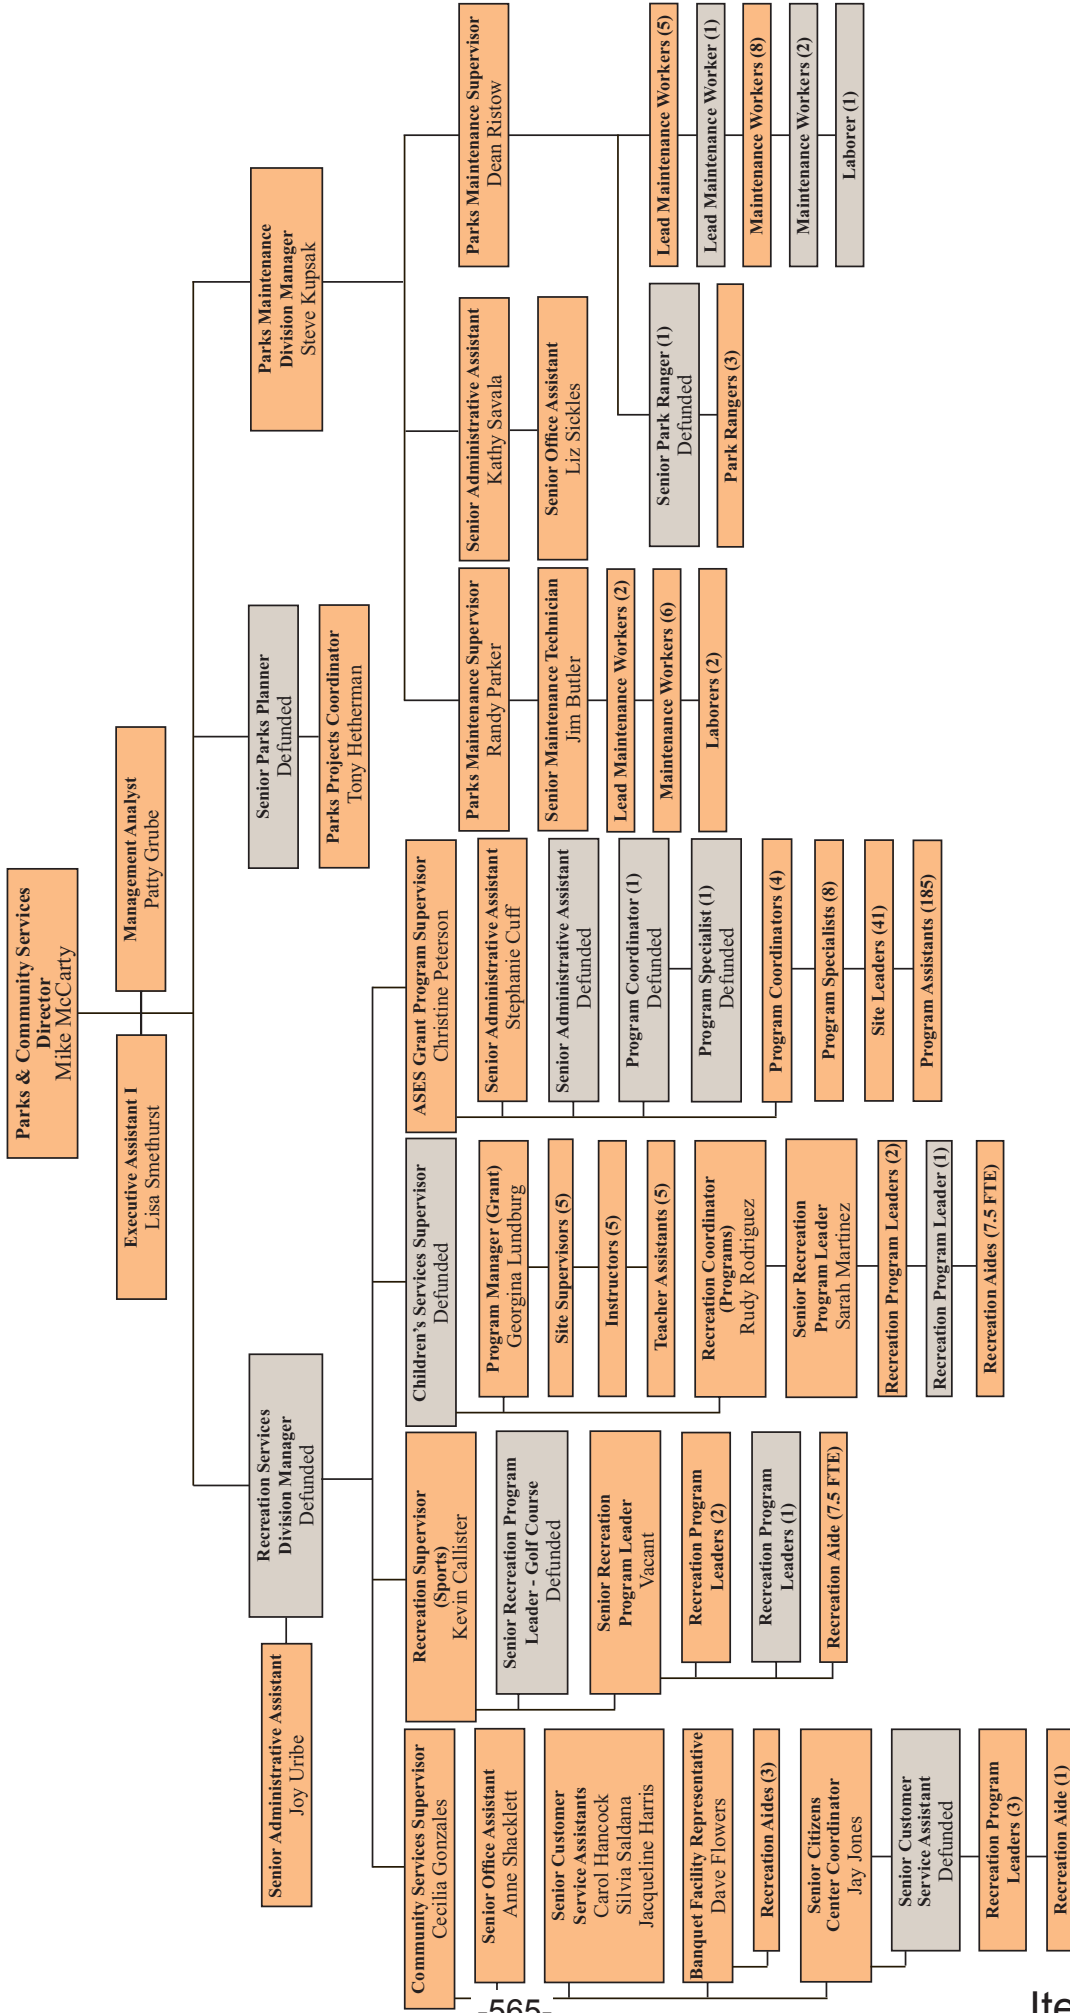 Parks & Community Services
Director
Mike McCarty
Executive Assistant I
Lisa Smethurst
Management Analyst
Patty Grube
Senior Administrative Assistant
Joy Uribe
Recreation Services
Division Manager
Defunded
Senior Parks Planner
Defunded
Parks Projects Coordinator
Tony Hetherman
Parks Maintenance
Division Manager
Steve Kupsak
Community Services Supervisor
Cecilia Gonzales
Senior Office Assistant
Anne Shacklett
Senior Customer
Service Assistants
Carol Hancock
Silvia Saldana
Jacqueline Harris
Banquet Facility Representative
Dave Flowers
Recreation Aides (3)
Senior Citizens
Center Coordinator
Jay Jones
Senior Customer
Service Assistant
Defunded
Recreation Program
Leaders (3)
Recreation Aide (1)
Recreation Supervisor
(Sports)
Kevin Callister
Senior Recreation Program
Leader - Golf Course
Defunded
Senior Recreation
Program Leader
Vacant
Recreation Program
Leaders (2)
Recreation Program
Leaders (1)
Recreation Aide (7.5 FTE)
Children's Services Supervisor
Defunded
Program Manager (Grant)
Georgina Lundburg
Site Supervisors (5)
Instructors (5)
Teacher Assistants (5)
Recreation Coordinator
(Programs)
Rudy Rodriguez
Senior Recreation
Program Leader
Sarah Martinez
Recreation Program Leaders (2)
Recreation Program Leader (1)
Recreation Aides (7.5 FTE)
ASES Grant Program Supervisor
Christine Peterson
Senior Administrative Assistant
Stephanie Cuff
Senior Administrative Assistant
Defunded
Program Coordinator (1)
Defunded
Program Specialist (1)
Defunded
Program Coordinators (4)
Program Specialists (8)
Site Leaders (41)
Program Assistants (185)
Parks Maintenance Supervisor
Randy Parker
Senior Maintenance Technician
Jim Butler
Lead Maintenance Workers (2)
Maintenance Workers (6)
Laborers (2)
Senior Administrative Assistant
Kathy Savala
Senior Office Assistant
Liz Sickles
Parks Maintenance Supervisor
Dean Ristow
Senior Park Ranger (1)
Defunded
Park Rangers (3)
Lead Maintenance Workers (5)
Lead Maintenance Worker (1)
Maintenance Workers (8)
Maintenance Workers (2)
Laborer (1)
-565-
Ite